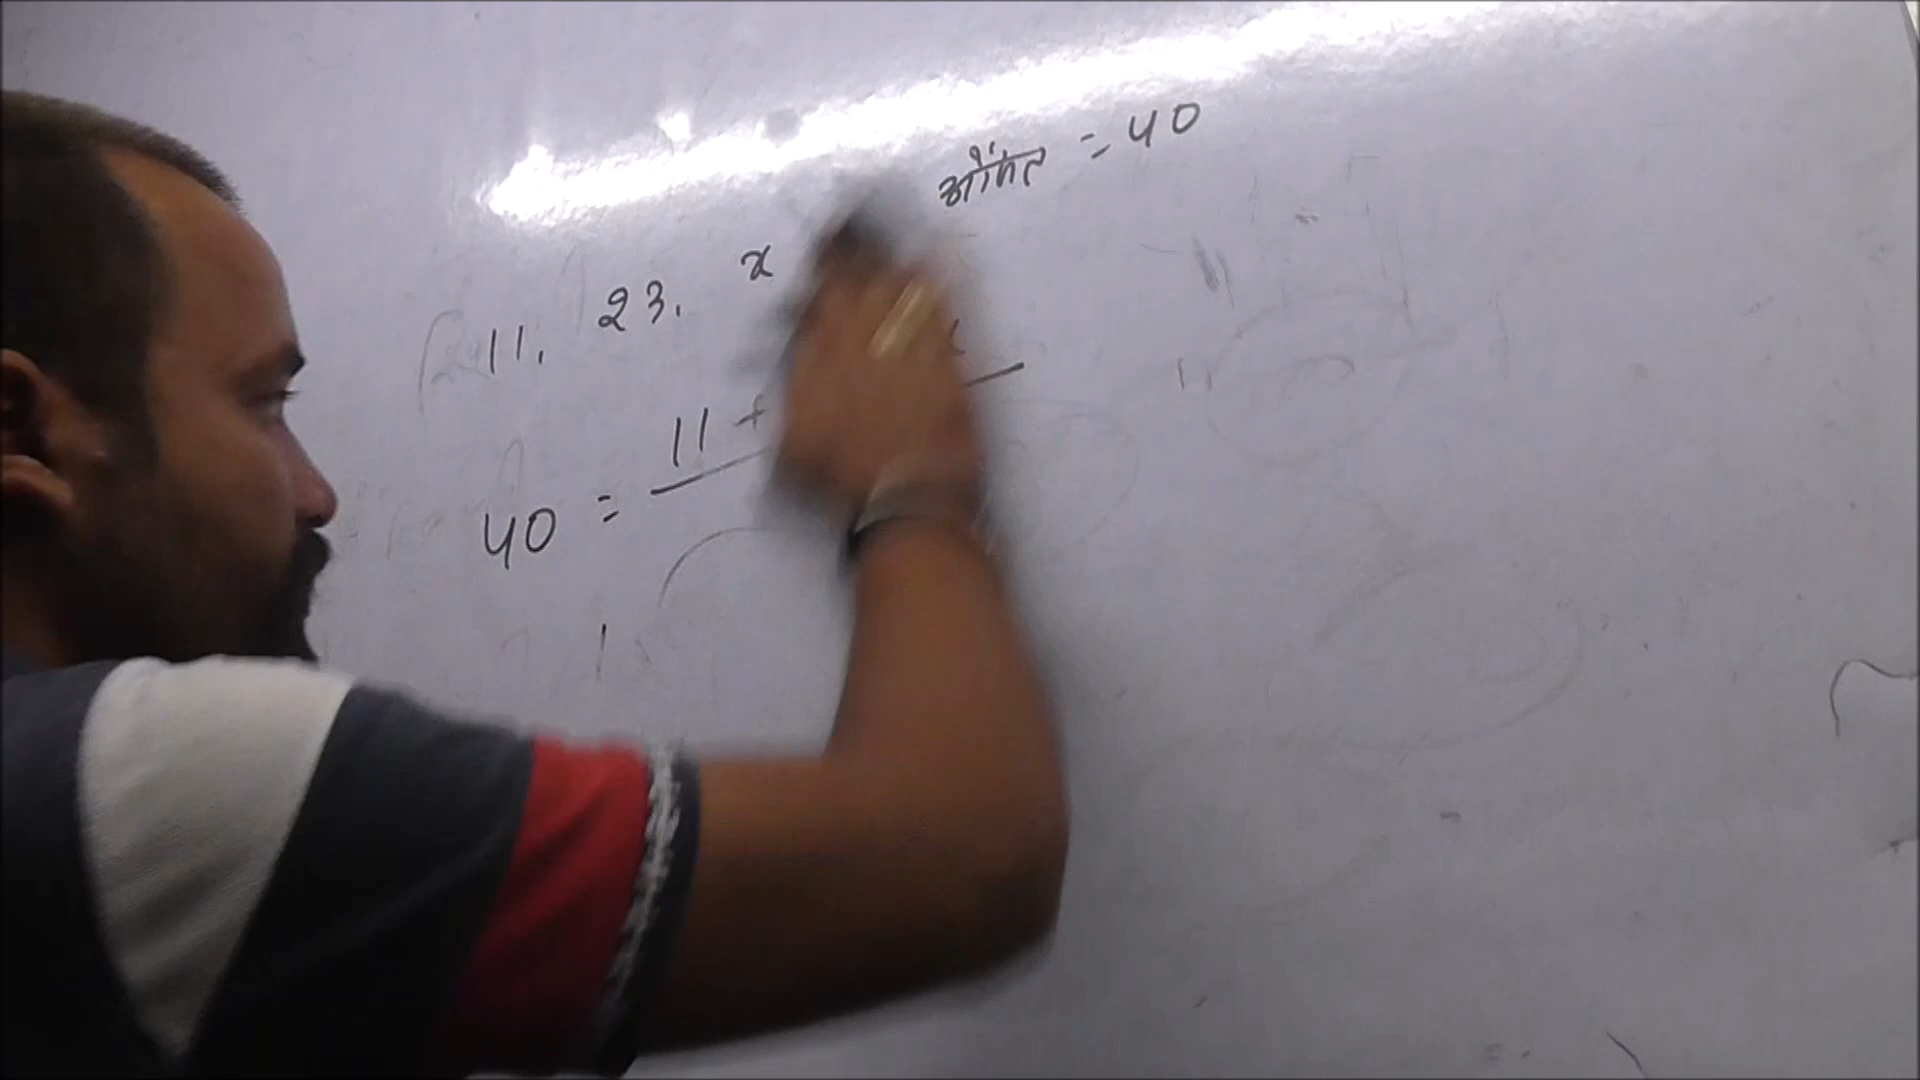 औसत = 40
11, 23, x
40 = 11 +